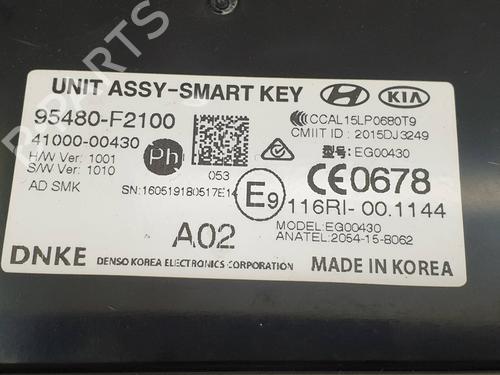 UNIT ASSY-SMART KEY
KIA
95480-F2100
41000-00430
H/W Ver: 1001
S/W Ver: 1010
AD SMK
Ph
053
SN:160519180517E14
CCAL15LP0680T9
CMIIT ID : 2015DJ3249
型号:EG00430
CE0678
E9
116RI- 00.1144
MODEL:EG00430
ANATEL:2054-15-8062
A02
DNKE
DENSO KOREA ELECTRONICS CORPORATION
MADE IN KOREA